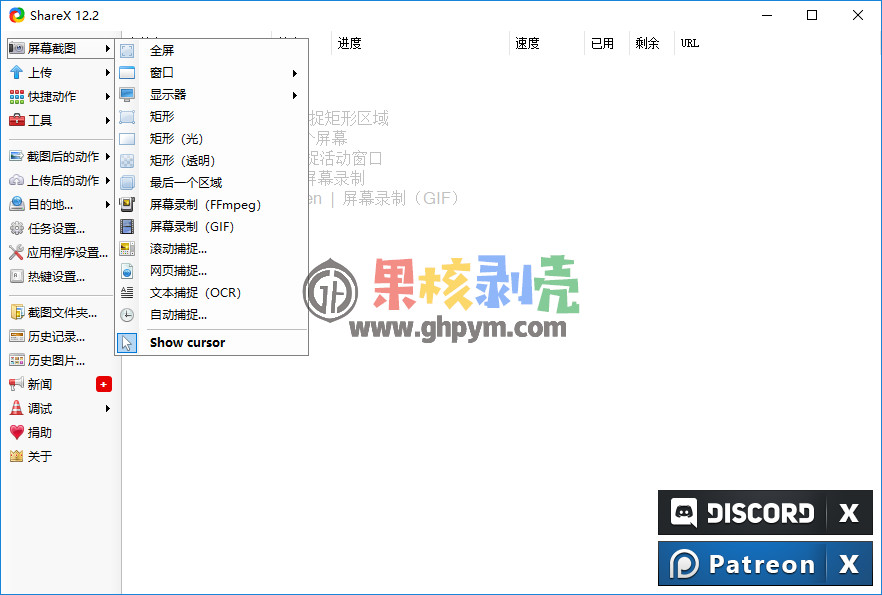 ShareX 12.2
进度
速度
已用
剩余
URL
屏幕截图
上传
快捷动作
工具
截图后的动作
上传后的动作
目的地...
任务设置...
应用程序设置...
热键设置...
截图文件夹...
历史记录...
历史图片...
新闻
调试
捐助
关于
全屏
窗口
显示器
矩形
矩形（光）
矩形（透明）
最后一个区域
屏幕录制（FFmpeg）
屏幕录制（GIF）
滚动捕捉...
网页捕捉...
文本捕捉（OCR）
自动捕捉...
Show cursor
捉矩形区域
个屏幕
捉活动窗口
屏幕录制
en | 屏幕录制（GIF）
果核剥壳
www.ghpym.com
DISCORD X
Patreon X